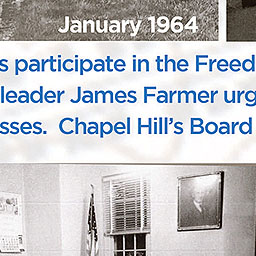 January 1964
s participate in the Freed
leader James Farmer urg
sses.  Chapel Hill's Board